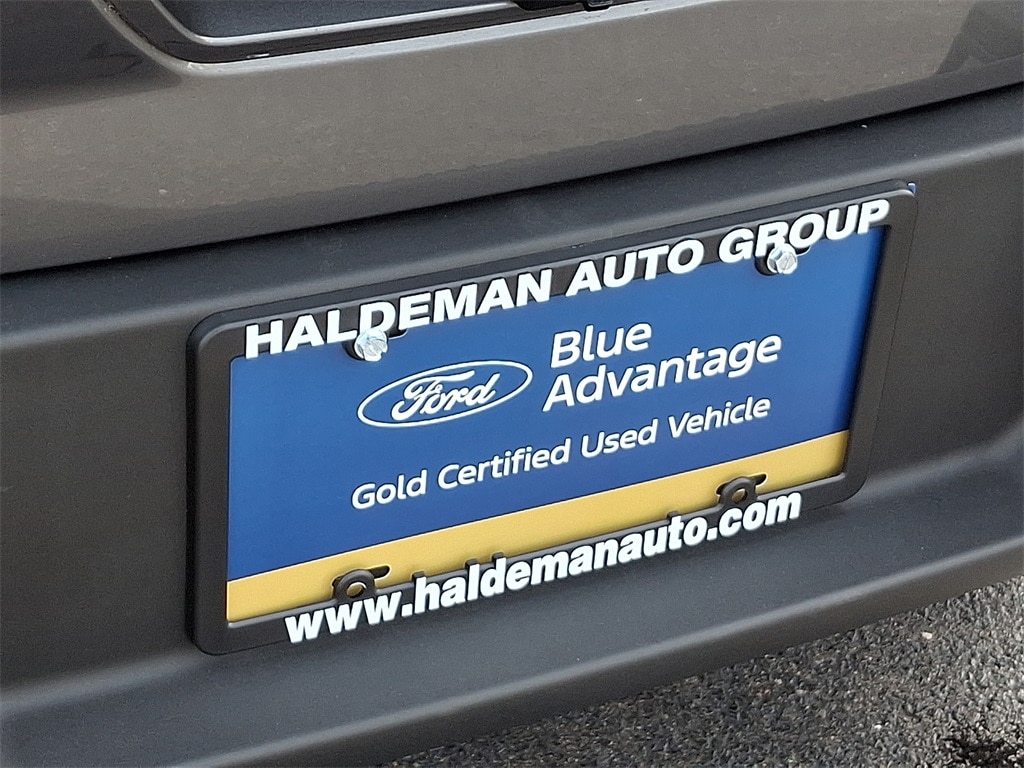 HALDEMAN AUTO GROUP
Ford
Blue
Advantage
Gold Certified Used Vehicle
www.haldemanauto.com